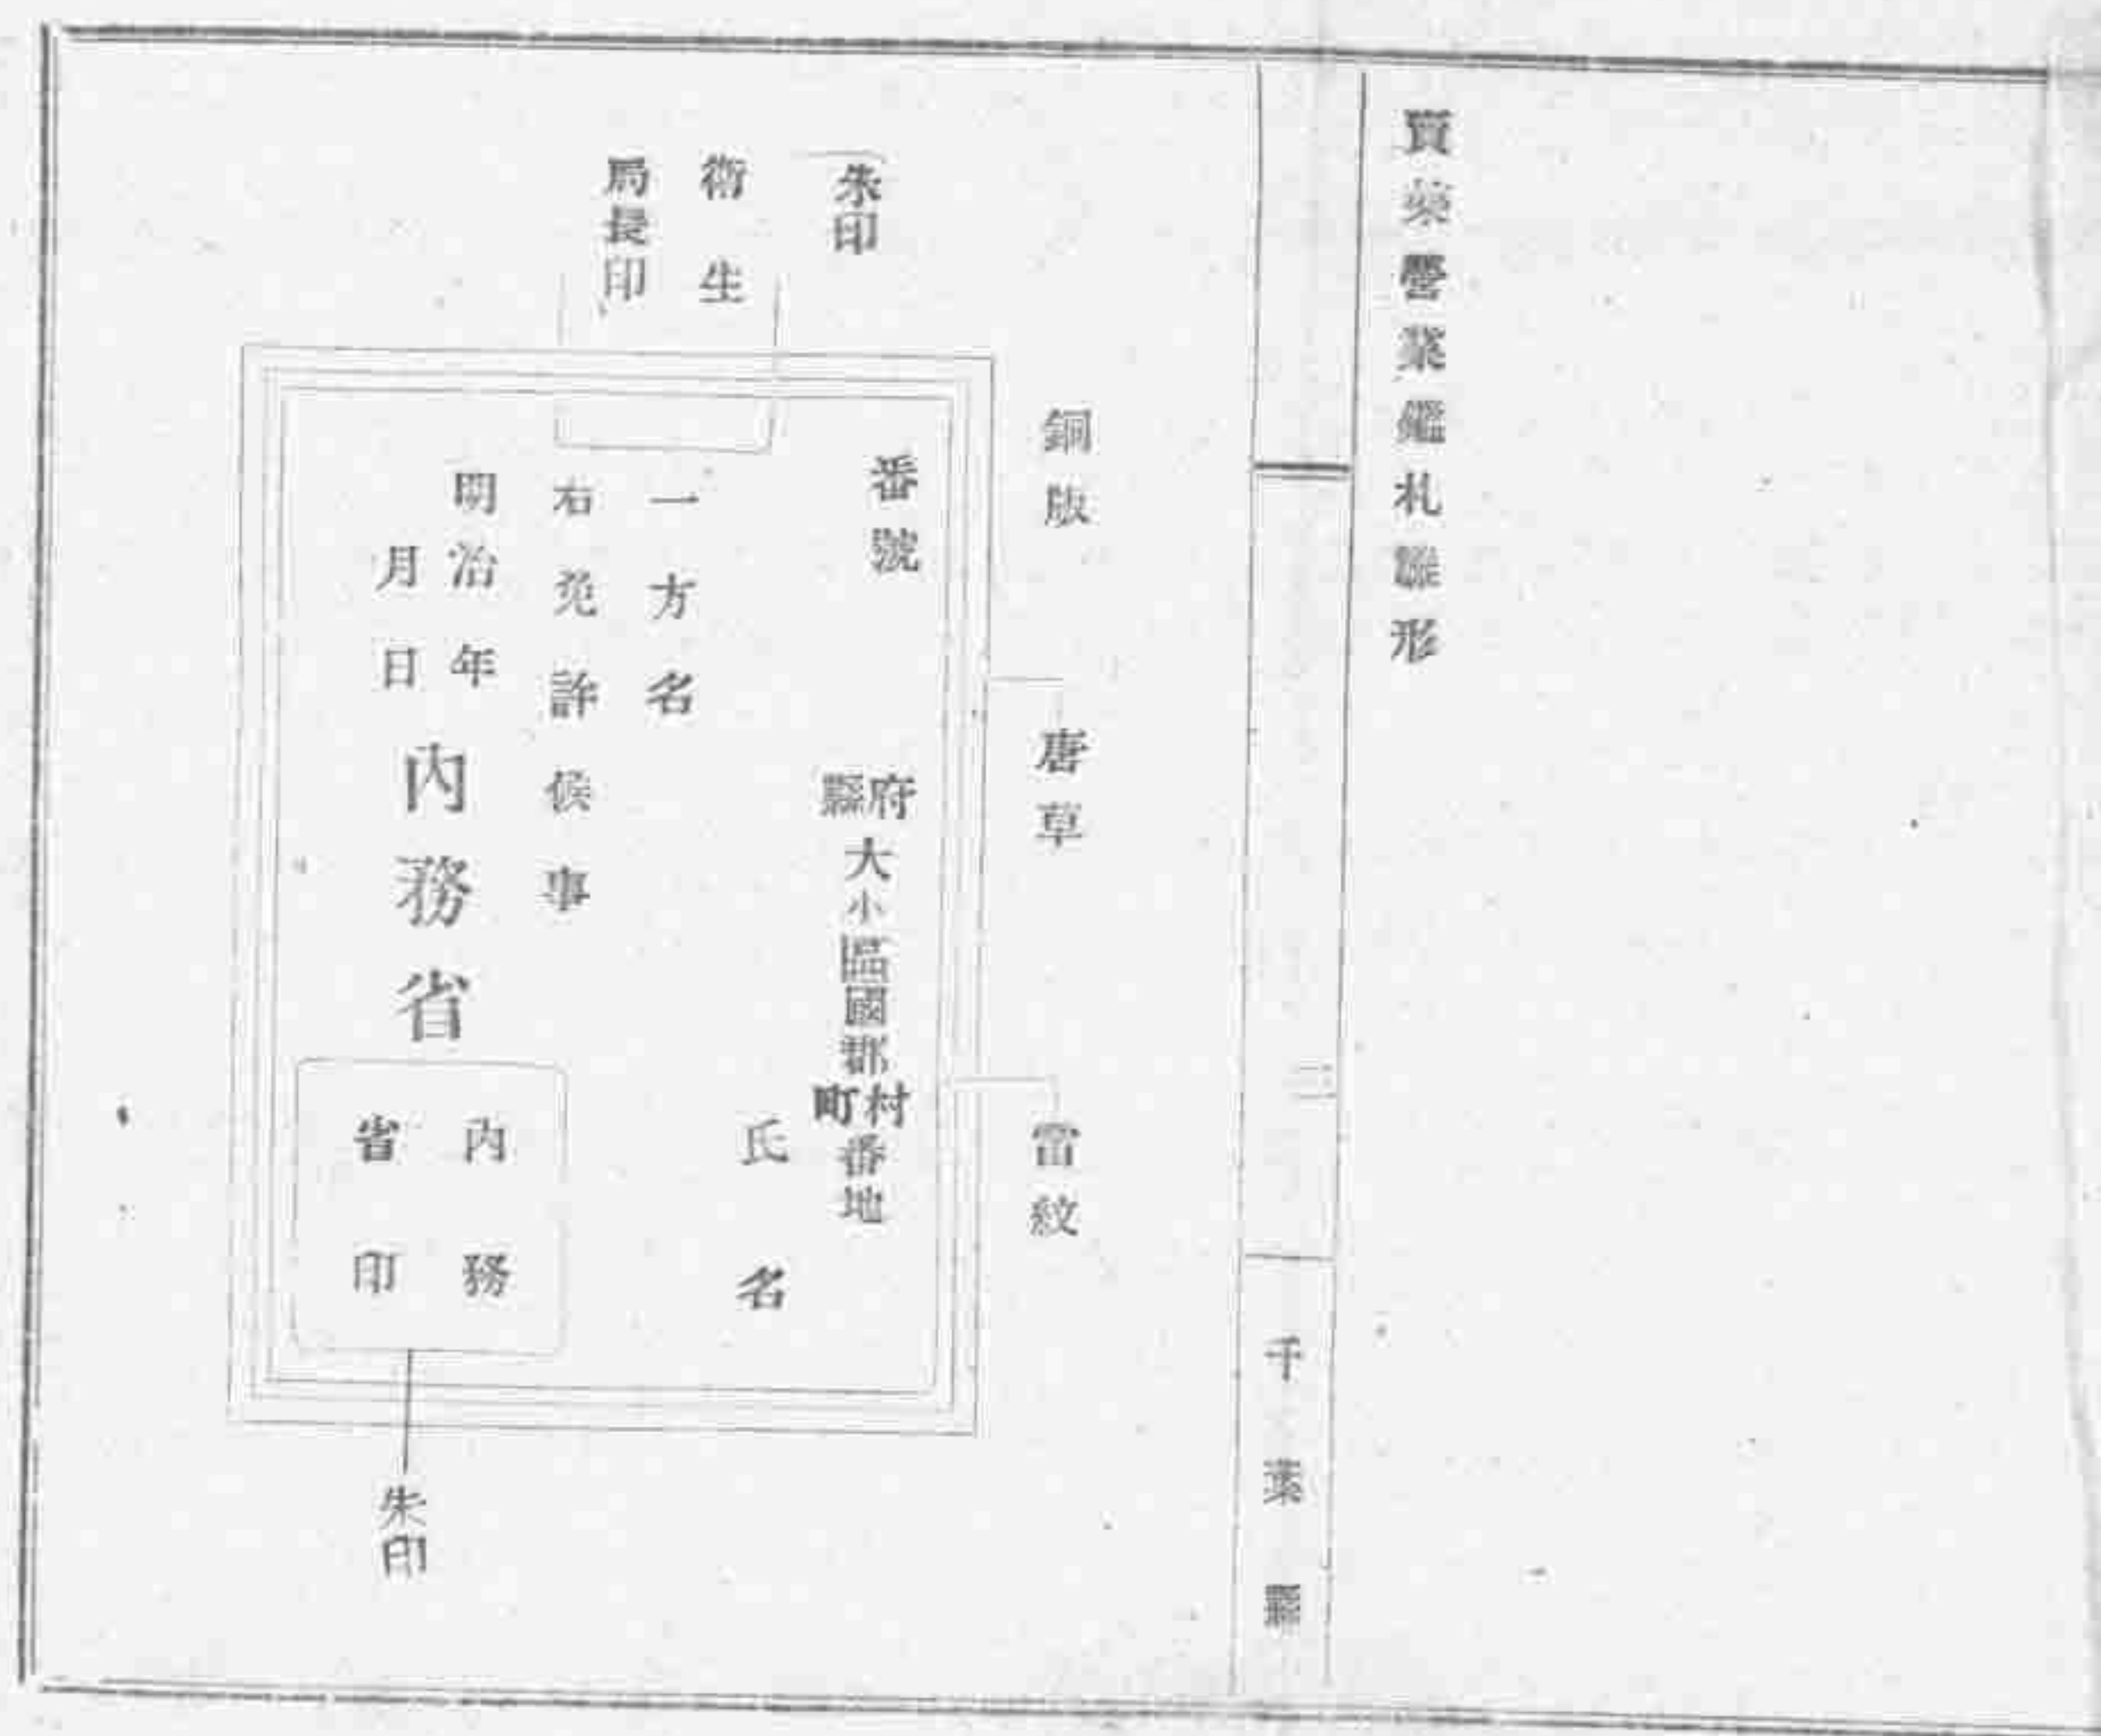 賣藥營業鑑札雛形
二
千葉縣
銅版
唐草
雷紋
朱印
衛生
局長印
番號
府縣大小區國郡村町番地
氏名
一方名
右免許候事
明治年
月日
內務省
內務
省印
朱印